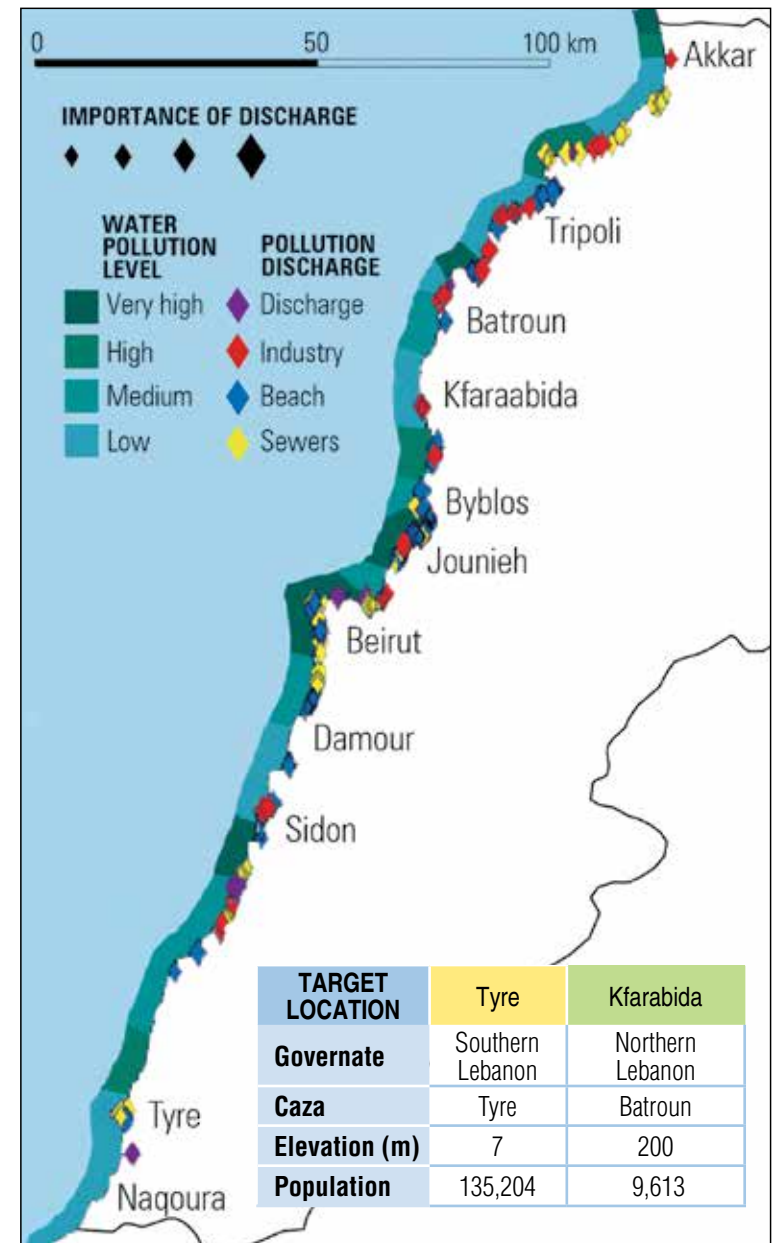 0 50 100 km
IMPORTANCE OF DISCHARGE
WATER
POLLUTION
LEVEL
Very high
High
Medium
Low
POLLUTION
DISCHARGE
Discharge
Industry
Beach
Sewers
Akkar
Tripoli
Batroun
Kfaraabida
Byblos
Jounieh
Beirut
Damour
Sidon
Tyre
Naqoura
TARGET
LOCATION
Tyre
Kfarabida
Governate
Southern
Lebanon
Northern
Lebanon
Caza
Tyre
Batroun
Elevation (m)
7
200
Population
135,204
9,613